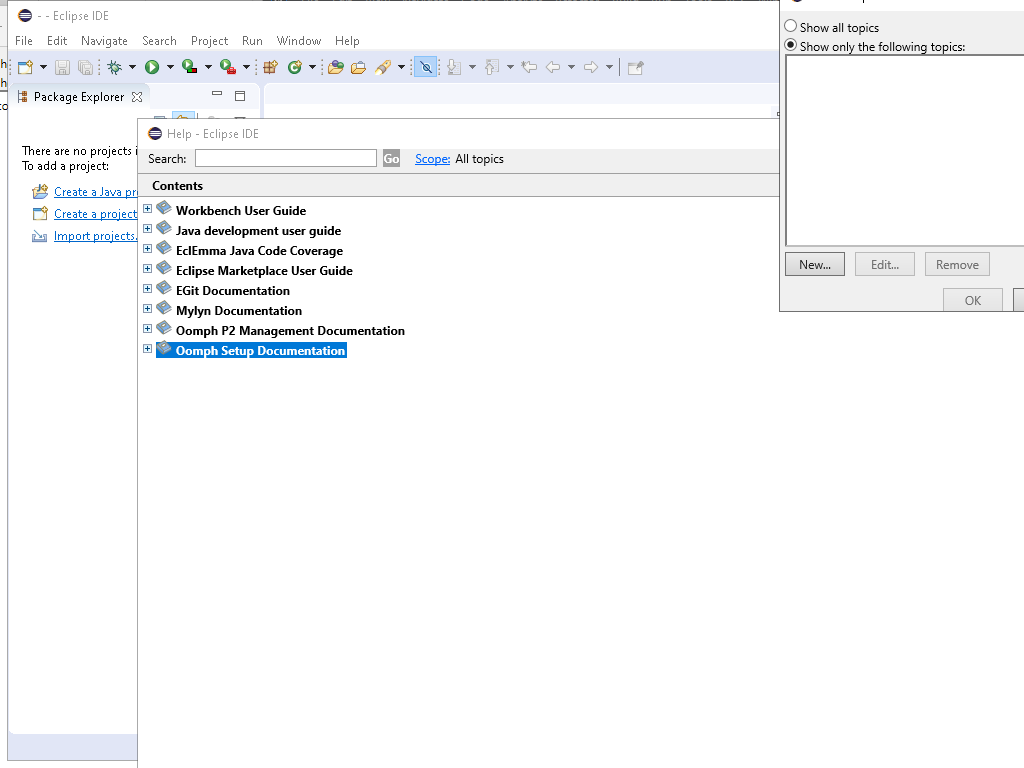 - - Eclipse IDE
File Edit Navigate Search Project Run Window Help
Package Explorer
There are no projects i
To add a project:
Create a Java pr
Create a project
Import projects.
Help - Eclipse IDE
Search: Go Scope: All topics
Contents
Workbench User Guide
Java development user guide
EclEmma Java Code Coverage
Eclipse Marketplace User Guide
EGit Documentation
Mylyn Documentation
Oomph P2 Management Documentation
Oomph Setup Documentation
Show all topics
Show only the following topics:
New... Edit... Remove
OK